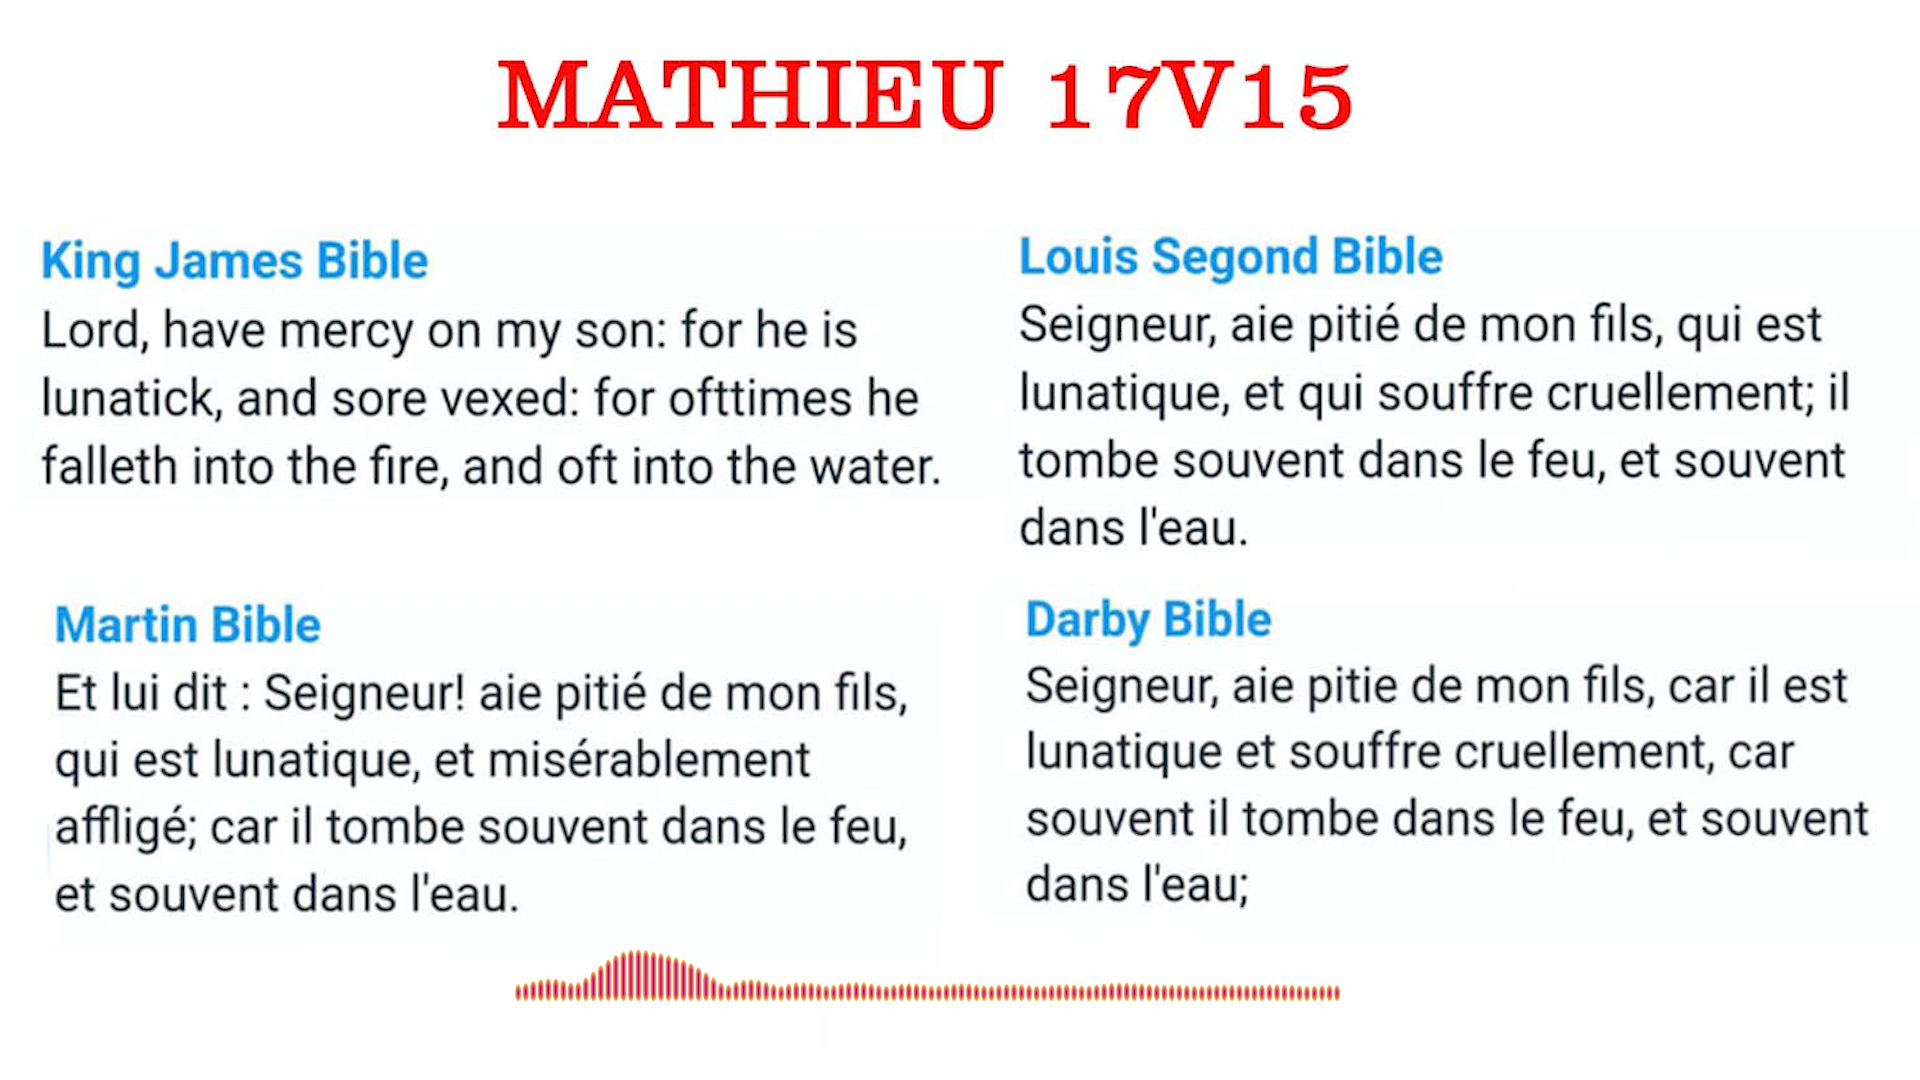 MATHIEU 17V15
King James Bible
Lord, have mercy on my son: for he is
lunatick, and sore vexed: for ofttimes he
falleth into the fire, and oft into the water.
Louis Segond Bible
Seigneur, aie pitié de mon fils, qui est
lunatique, et qui souffre cruellement; il
tombe souvent dans le feu, et souvent
dans l'eau.
Martin Bible
Et lui dit : Seigneur! aie pitié de mon fils,
qui est lunatique, et misérablement
affligé; car il tombe souvent dans le feu,
et souvent dans l'eau.
Darby Bible
Seigneur, aie pitie de mon fils, car il est
lunatique et souffre cruellement, car
souvent il tombe dans le feu, et souvent
dans l'eau;